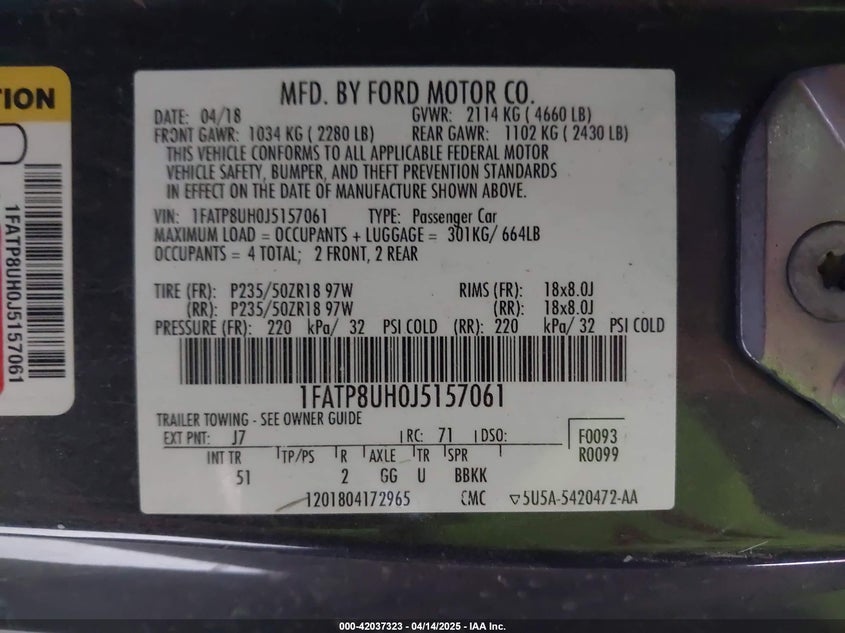 TION
1FATP8UH0J5157061
MFD. BY FORD MOTOR CO.
DATE: 04/18 GVWR: 2114 KG ( 4660 LB)
FRONT GAWR: 1034 KG ( 2280 LB) REAR GAWR: 1102 KG ( 2430 LB)
THIS VEHICLE CONFORMS TO ALL APPLICABLE FEDERAL MOTOR
VEHICLE SAFETY, BUMPER, AND THEFT PREVENTION STANDARDS
IN EFFECT ON THE DATE OF MANUFACTURE SHOWN ABOVE.
VIN: 1FATP8UH0J5157061 TYPE: Passenger Car
MAXIMUM LOAD = OCCUPANTS + LUGGAGE = 301KG/ 664LB
OCCUPANTS = 4 TOTAL; 2 FRONT, 2 REAR
TIRE (FR): P235/50ZR18 97W RIMS (FR): 18x8.0J
(RR): P235/50ZR18 97W (RR): 18x8.0J
PRESSURE (FR): 220 kPa/ 32 PSI COLD (RR): 220 kPa/ 32 PSI COLD
1FATP8UH0J5157061
TRAILER TOWING - SEE OWNER GUIDE
EXT PNT: J7 RC: 71 DSO: F0093
INT TR TP/PS R AXLE TR SPR R0099
51 2 GG U BBKK
1201804172965 CMC ▽5U5A-5420472-AA
000-42037323 - 04/14/2025 - IAA Inc.